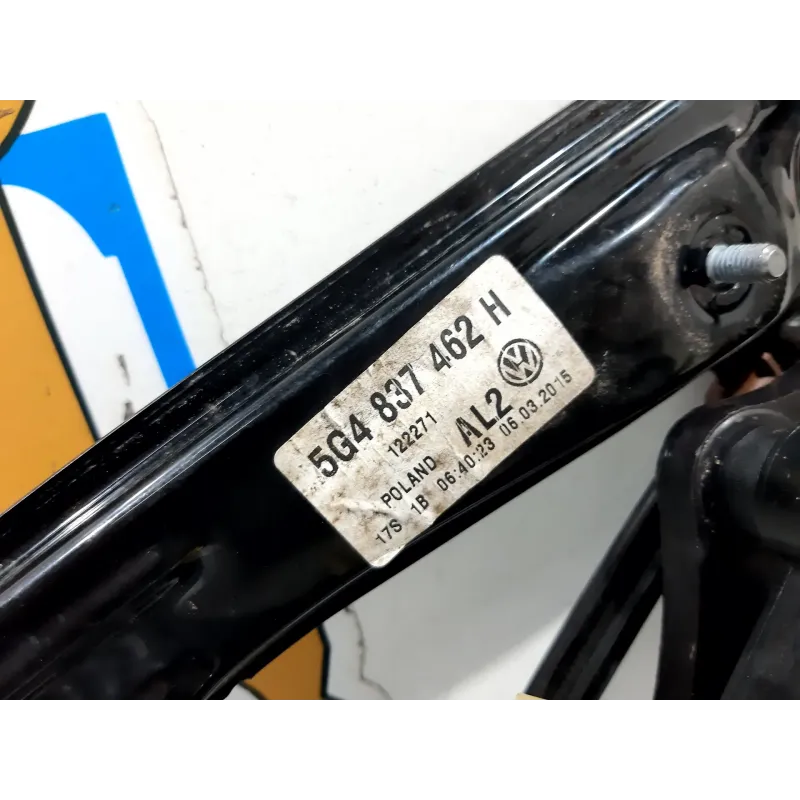 5G4 837 462 H
122271 AL2
POLAND
17S 1B 06:40:23 06.03.2015